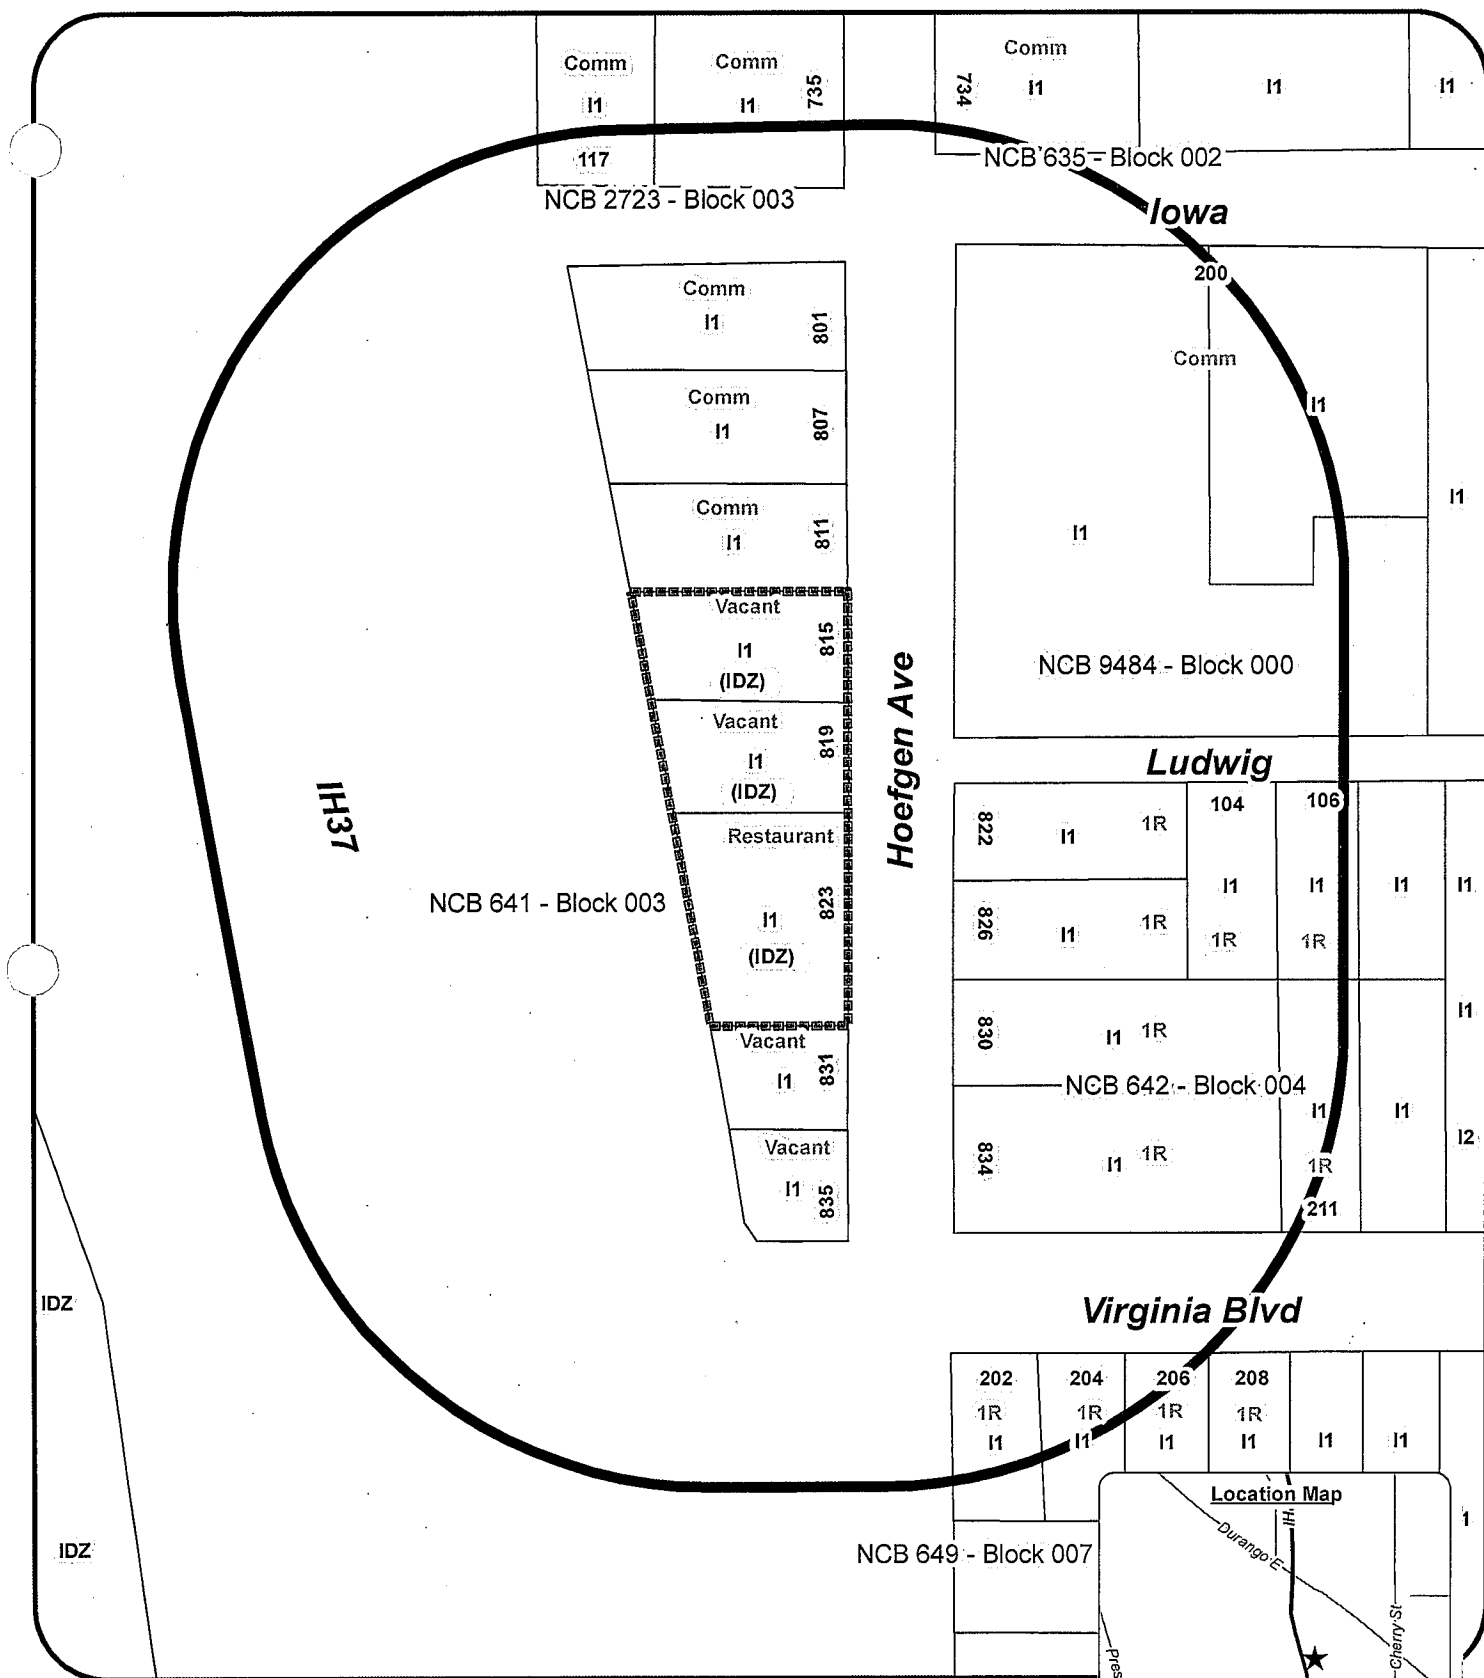 Comm
I1
117
Comm
I1
735
734
Comm
I1
I1
I1
NCB 2723 - Block 003
NCB 635 - Block 002
Iowa
Comm
I1
801
Comm
I1
807
Comm
I1
811
Vacant
I1
(IDZ)
815
Vacant
I1
(IDZ)
819
Restaurant
I1
(IDZ)
823
Vacant
I1
831
Vacant
I1
835
200
Comm
I1
I1
I1
NCB 9484 - Block 000
Hoefgen Ave
IH37
NCB 641 - Block 003
Ludwig
822
I1
1R
104
I1
1R
106
I1
1R
I1
I1
826
I1
1R
830
I1
1R
I1
NCB 642 - Block 004
834
I1
1R
I1
1R
211
I1
I2
Virginia Blvd
IDZ
IDZ
202
1R
I1
204
1R
I1
206
1R
I1
208
1R
I1
I1
I1
NCB 649 - Block 007
Location Map
IH
Durango E
Cherry St
Pres
1